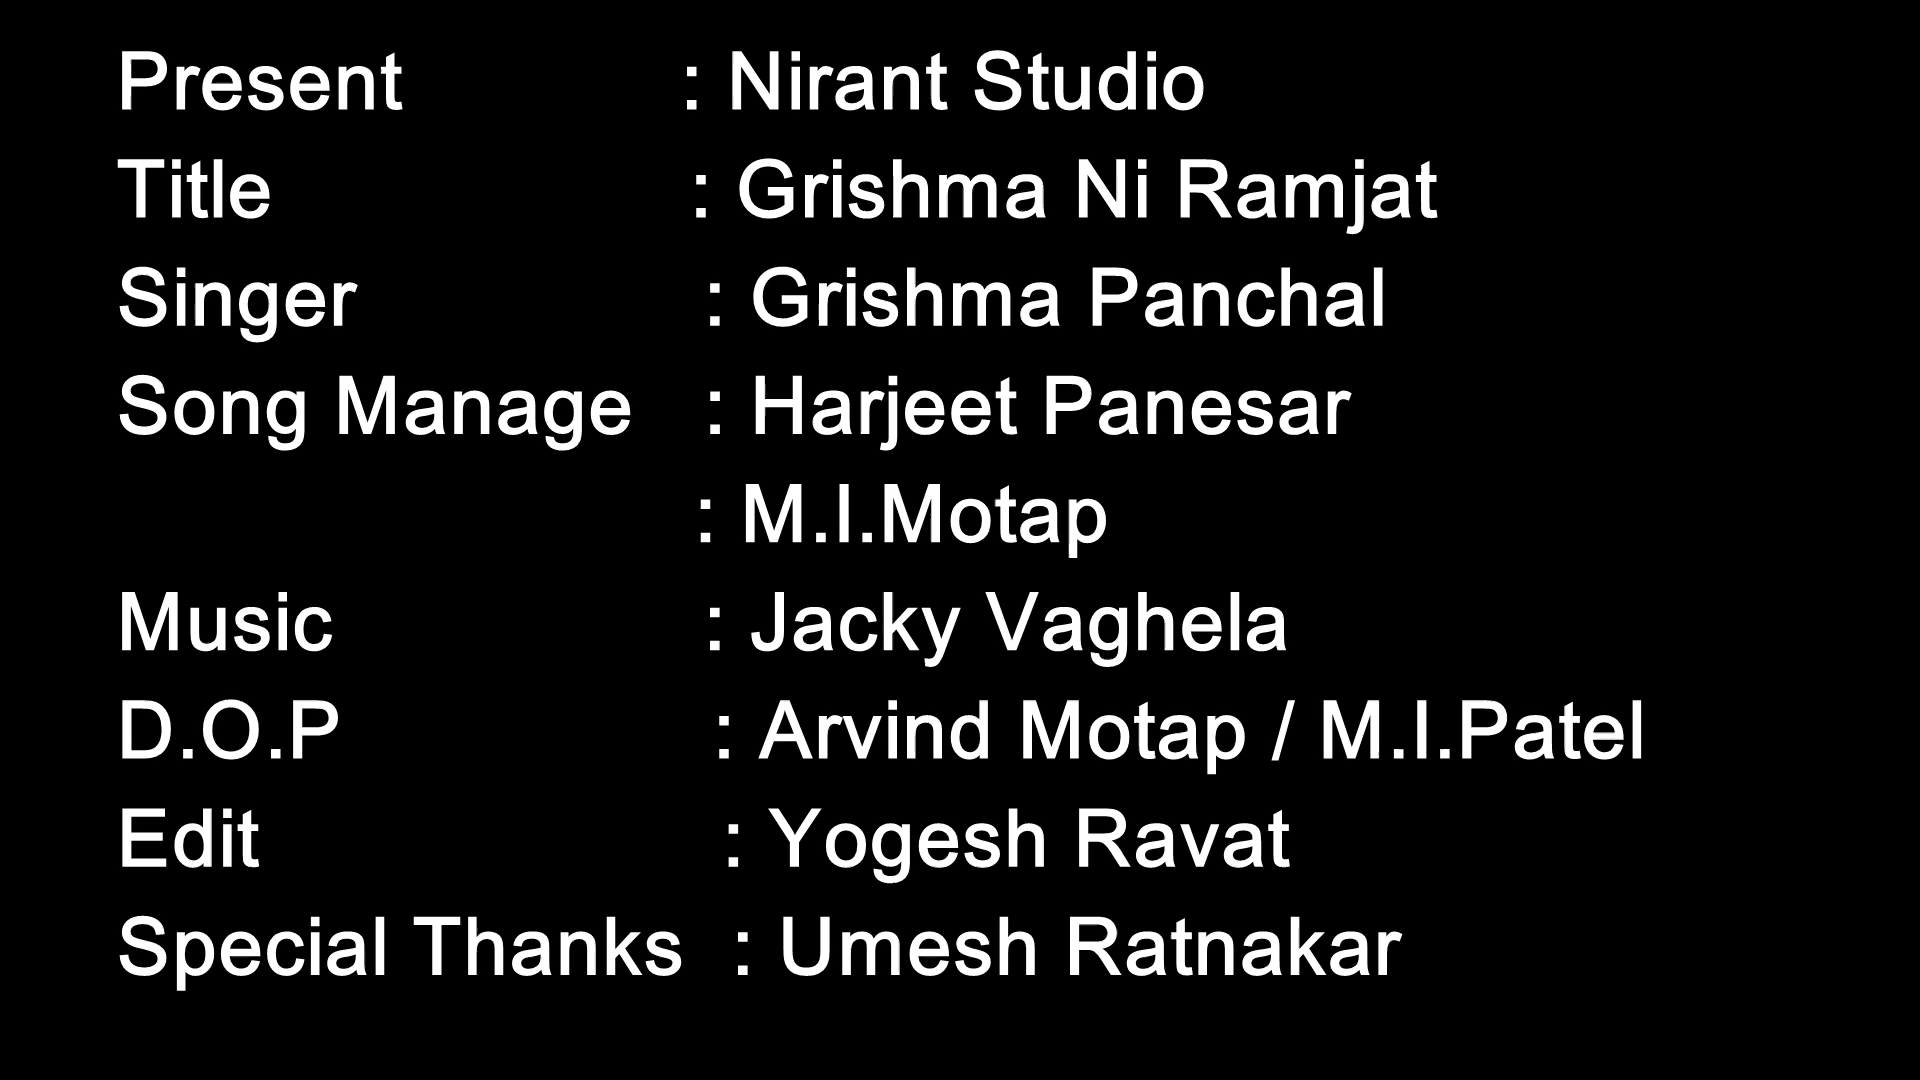 Present : Nirant Studio
Title : Grishma Ni Ramjat
Singer : Grishma Panchal
Song Manage : Harjeet Panesar
: M.I.Motap
Music : Jacky Vaghela
D.O.P : Arvind Motap / M.I.Patel
Edit : Yogesh Ravat
Special Thanks : Umesh Ratnakar